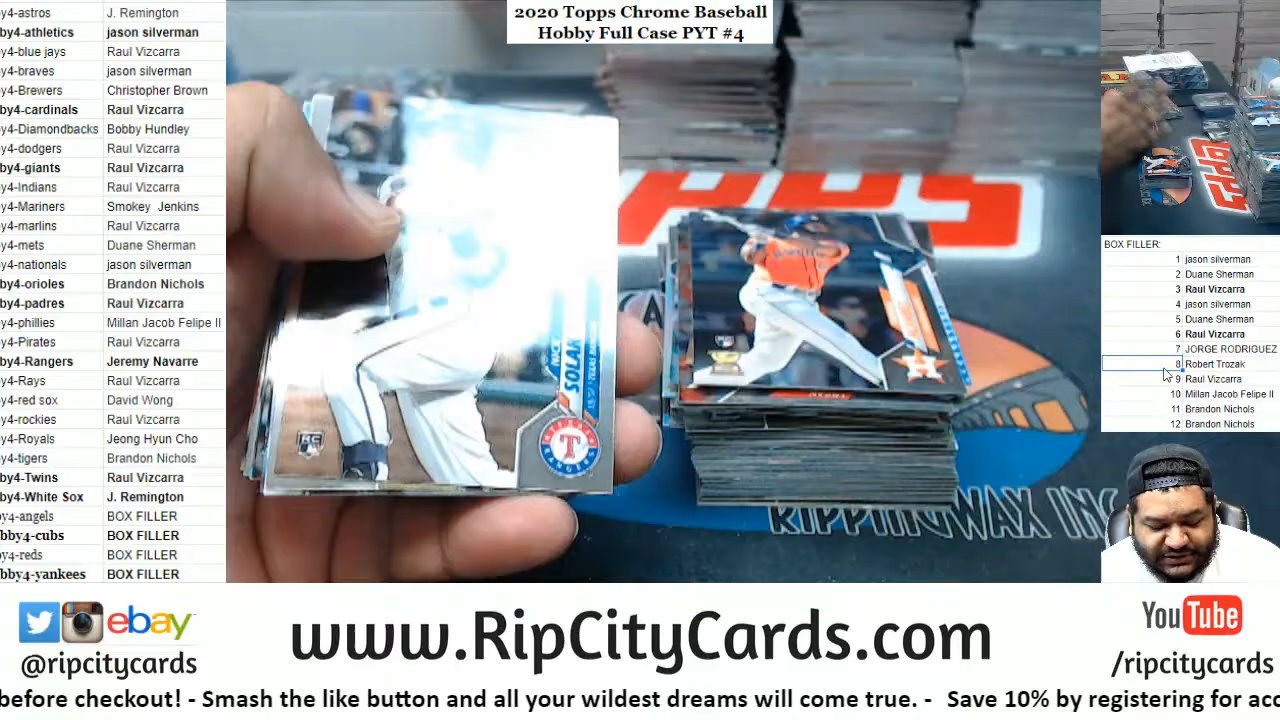 2020 Topps Chrome Baseball
Hobby Full Case PYT #4
y4-astros J. Remington
by4-athletics jason silverman
y4-blue jays Raul Vizcarra
y4-braves jason silverman
y4-Brewers Christopher Brown
by4-cardinals Raul Vizcarra
y4-Diamondbacks Bobby Hundley
y4-dodgers Raul Vizcarra
by4-giants Raul Vizcarra
y4-Indians Raul Vizcarra
y4-Mariners Smokey Jenkins
y4-marlins Raul Vizcarra
y4-mets Duane Sherman
y4-nationals jason silverman
by4-orioles Brandon Nichols
by4-padres Raul Vizcarra
y4-phillies Millan Jacob Felipe II
y4-Pirates Raul Vizcarra
by4-Rangers Jeremy Navarre
y4-Rays Raul Vizcarra
y4-red sox David Wong
y4-rockies Raul Vizcarra
y4-Royals Jeong Hyun Cho
y4-tigers Brandon Nichols
by4-Twins Raul Vizcarra
by4-White Sox J. Remington
y4-angels BOX FILLER
bby4-cubs BOX FILLER
y4-reds BOX FILLER
bby4-yankees BOX FILLER
NICK
SOLAK
TEXAS RANGERS
RC
TEXAS
T
RANGERS
H
PPS
RIPPINGWAX INC
BOX FILLER:
1 jason silverman
2 Duane Sherman
3 Raul Vizcarra
4 jason silverman
5 Duane Sherman
6 Raul Vizcarra
7 JORGE RODRIGUEZ
8 Robert Trozak
9 Raul Vizcarra
10 Millan Jacob Felipe II
11 Brandon Nichols
12 Brandon Nichols
ebay
@ripcitycards
www.RipCityCards.com
YouTube
/ripcitycards
before checkout! - Smash the like button and all your wildest dreams will come true. - Save 10% by registering for acc